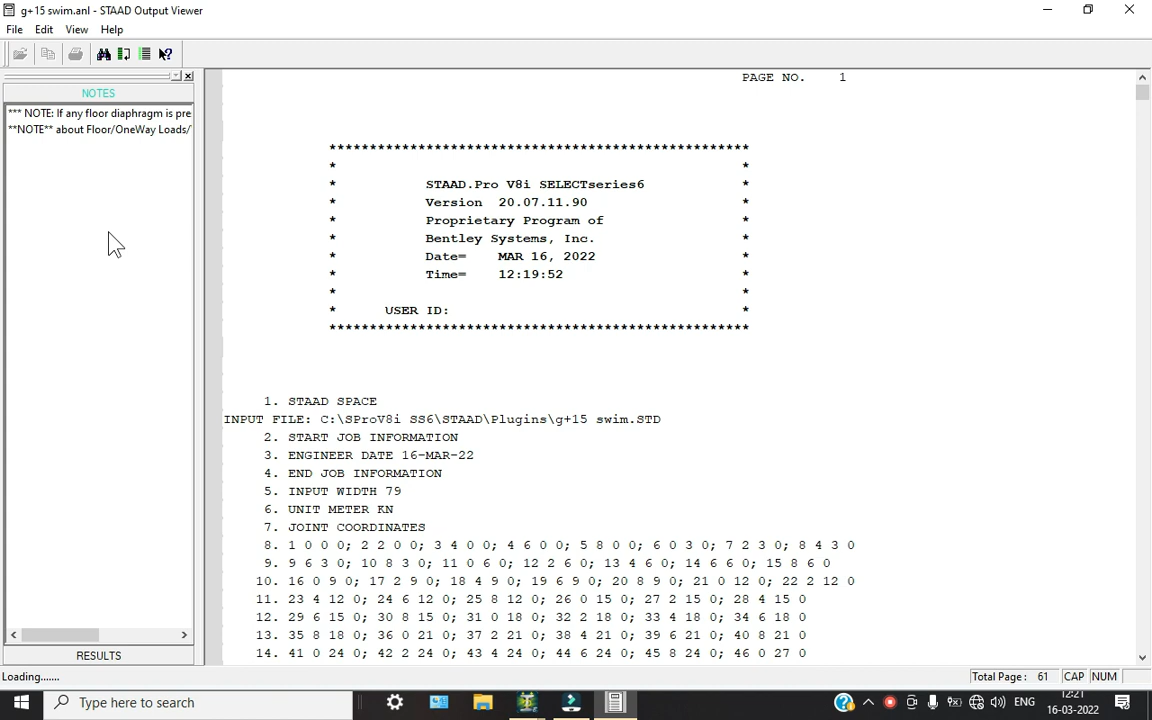 g+15 swim.anl - STAAD Output Viewer
File Edit View Help
NOTES
*** NOTE: If any floor diaphragm is pre
**NOTE** about Floor/OneWay Loads/
RESULTS
PAGE NO. 1
****************************************************
* *
* STAAD.Pro V8i SELECTseries6 *
* Version 20.07.11.90 *
* Proprietary Program of *
* Bentley Systems, Inc. *
* Date= MAR 16, 2022 *
* Time= 12:19:52 *
* *
* USER ID: *
****************************************************
1. STAAD SPACE
INPUT FILE: C:\SProV8i SS6\STAAD\Plugins\g+15 swim.STD
2. START JOB INFORMATION
3. ENGINEER DATE 16-MAR-22
4. END JOB INFORMATION
5. INPUT WIDTH 79
6. UNIT METER KN
7. JOINT COORDINATES
8. 1 0 0 0; 2 2 0 0; 3 4 0 0; 4 6 0 0; 5 8 0 0; 6 0 3 0; 7 2 3 0; 8 4 3 0
9. 9 6 3 0; 10 8 3 0; 11 0 6 0; 12 2 6 0; 13 4 6 0; 14 6 6 0; 15 8 6 0
10. 16 0 9 0; 17 2 9 0; 18 4 9 0; 19 6 9 0; 20 8 9 0; 21 0 12 0; 22 2 12 0
11. 23 4 12 0; 24 6 12 0; 25 8 12 0; 26 0 15 0; 27 2 15 0; 28 4 15 0
12. 29 6 15 0; 30 8 15 0; 31 0 18 0; 32 2 18 0; 33 4 18 0; 34 6 18 0
13. 35 8 18 0; 36 0 21 0; 37 2 21 0; 38 4 21 0; 39 6 21 0; 40 8 21 0
14. 41 0 24 0; 42 2 24 0; 43 4 24 0; 44 6 24 0; 45 8 24 0; 46 0 27 0
Loading....... Total Page: 61 CAP NUM
Type here to search ENG 12:21
16-03-2022